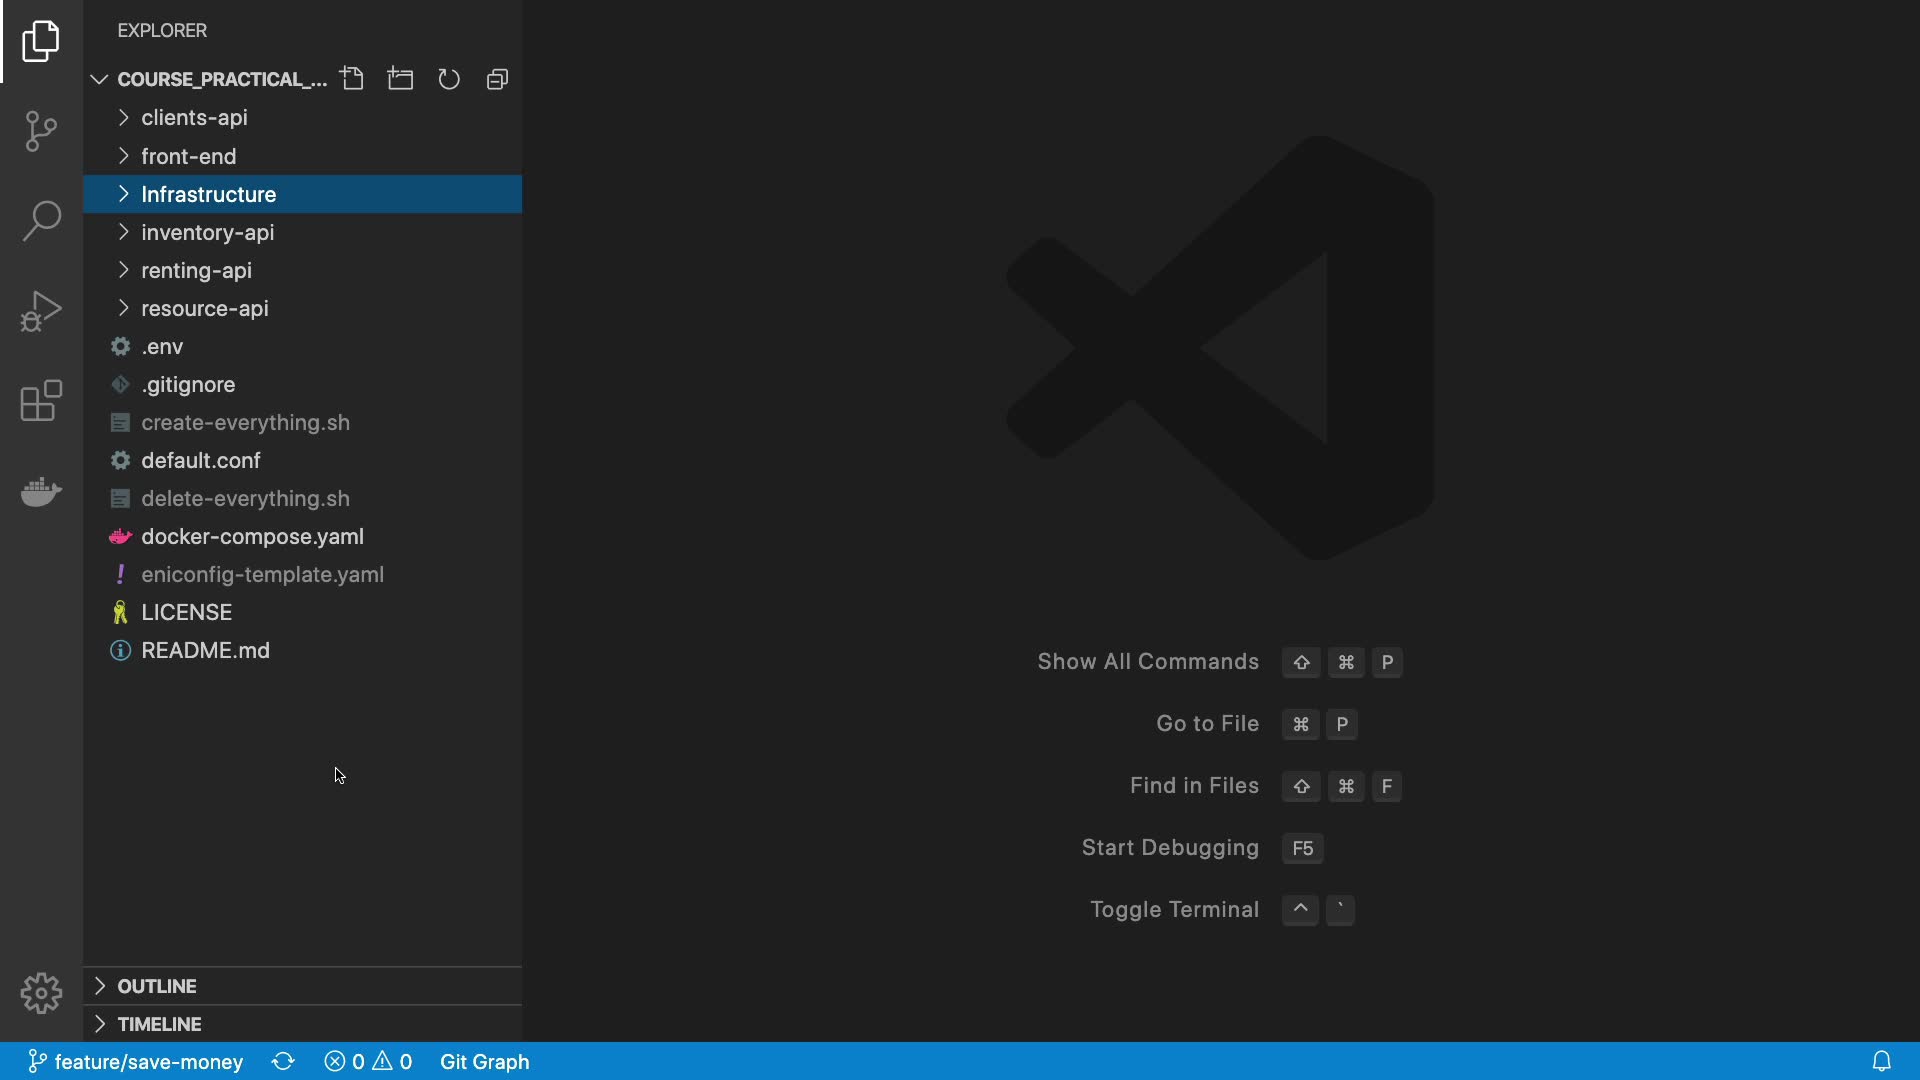 EXPLORER
COURSE_PRACTICAL_...
clients-api
front-end
Infrastructure
inventory-api
renting-api
resource-api
.env
.gitignore
create-everything.sh
default.conf
delete-everything.sh
docker-compose.yaml
! eniconfig-template.yaml
LICENSE
README.md
Show All Commands ⇧ ⌘ P
Go to File ⌘ P
Find in Files ⇧ ⌘ F
Start Debugging F5
Toggle Terminal ^ `
OUTLINE
TIMELINE
feature/save-money 0 0 Git Graph